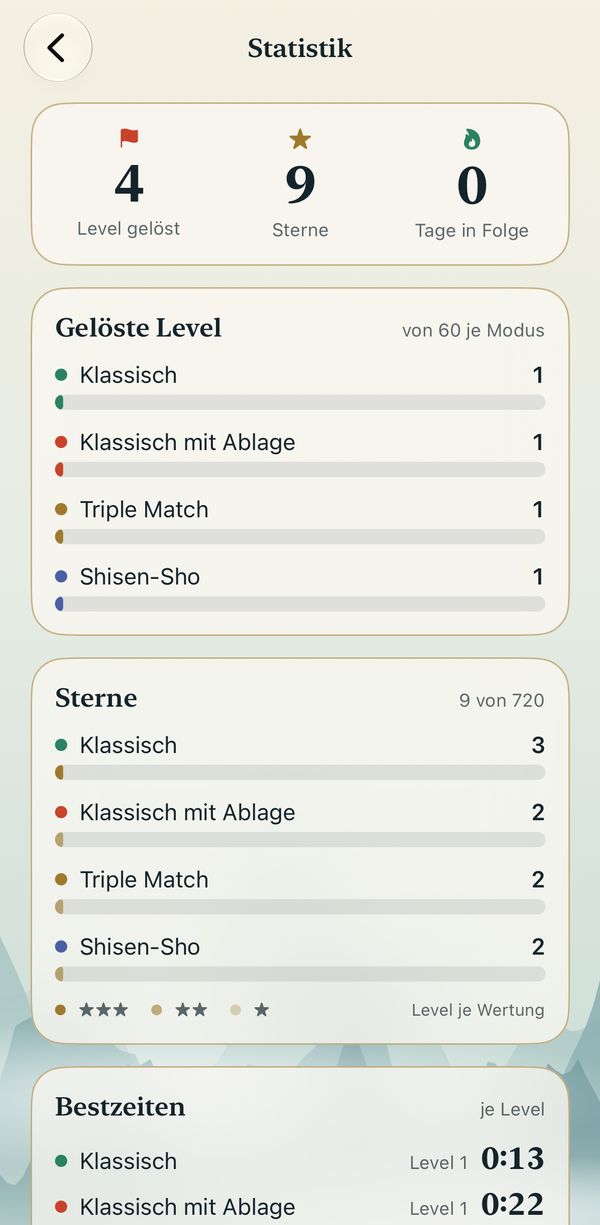 Statistik
4
Level gelöst
9
Sterne
0
Tage in Folge
Gelöste Level von 60 je Modus
Klassisch 1
Klassisch mit Ablage 1
Triple Match 1
Shisen-Sho 1
Sterne 9 von 720
Klassisch 3
Klassisch mit Ablage 2
Triple Match 2
Shisen-Sho 2
Level je Wertung
Bestzeiten je Level
Klassisch Level 1 0:13
Klassisch mit Ablage Level 1 0:22